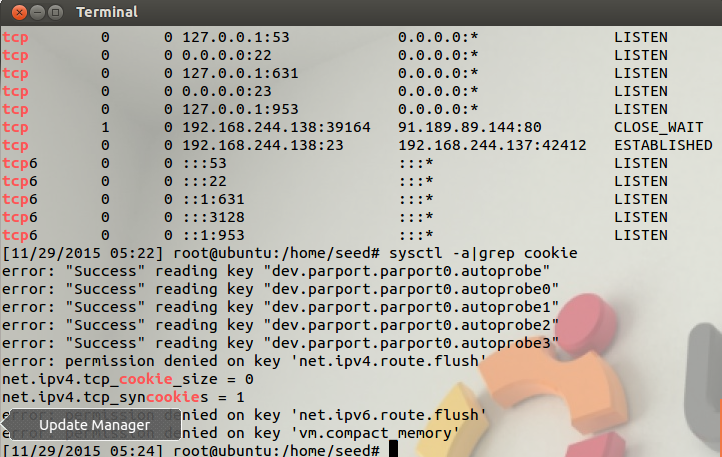 Terminal
tcp 0 0 127.0.0.1:53 0.0.0.0:* LISTEN
tcp 0 0 0.0.0.0:22 0.0.0.0:* LISTEN
tcp 0 0 127.0.0.1:631 0.0.0.0:* LISTEN
tcp 0 0 0.0.0.0:23 0.0.0.0:* LISTEN
tcp 0 0 127.0.0.1:953 0.0.0.0:* LISTEN
tcp 1 0 192.168.244.138:39164 91.189.89.144:80 CLOSE_WAIT
tcp 0 0 192.168.244.138:23 192.168.244.137:42412 ESTABLISHED
tcp6 0 0 :::53 :::* LISTEN
tcp6 0 0 :::22 :::* LISTEN
tcp6 0 0 ::1:631 :::* LISTEN
tcp6 0 0 :::3128 :::* LISTEN
tcp6 0 0 ::1:953 :::* LISTEN
[11/29/2015 05:22] root@ubuntu:/home/seed# sysctl -a|grep cookie
error: "Success" reading key "dev.parport.parport0.autoprobe"
error: "Success" reading key "dev.parport.parport0.autoprobe0"
error: "Success" reading key "dev.parport.parport0.autoprobe1"
error: "Success" reading key "dev.parport.parport0.autoprobe2"
error: "Success" reading key "dev.parport.parport0.autoprobe3"
error: permission denied on key 'net.ipv4.route.flush'
net.ipv4.tcp_cookie_size = 0
net.ipv4.tcp_syncookies = 1
error: permission denied on key 'net.ipv6.route.flush'
Update Manager
error: permission denied on key 'vm.compact_memory'
[11/29/2015 05:24] root@ubuntu:/home/seed#